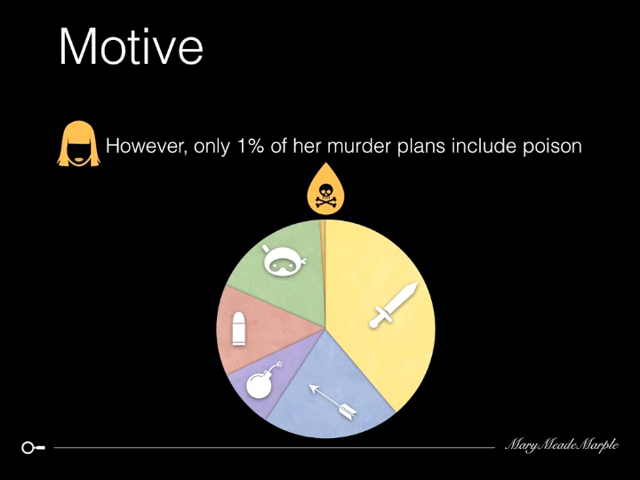 Motive
However, only 1% of her murder plans include poison
MaryMeadeMarple